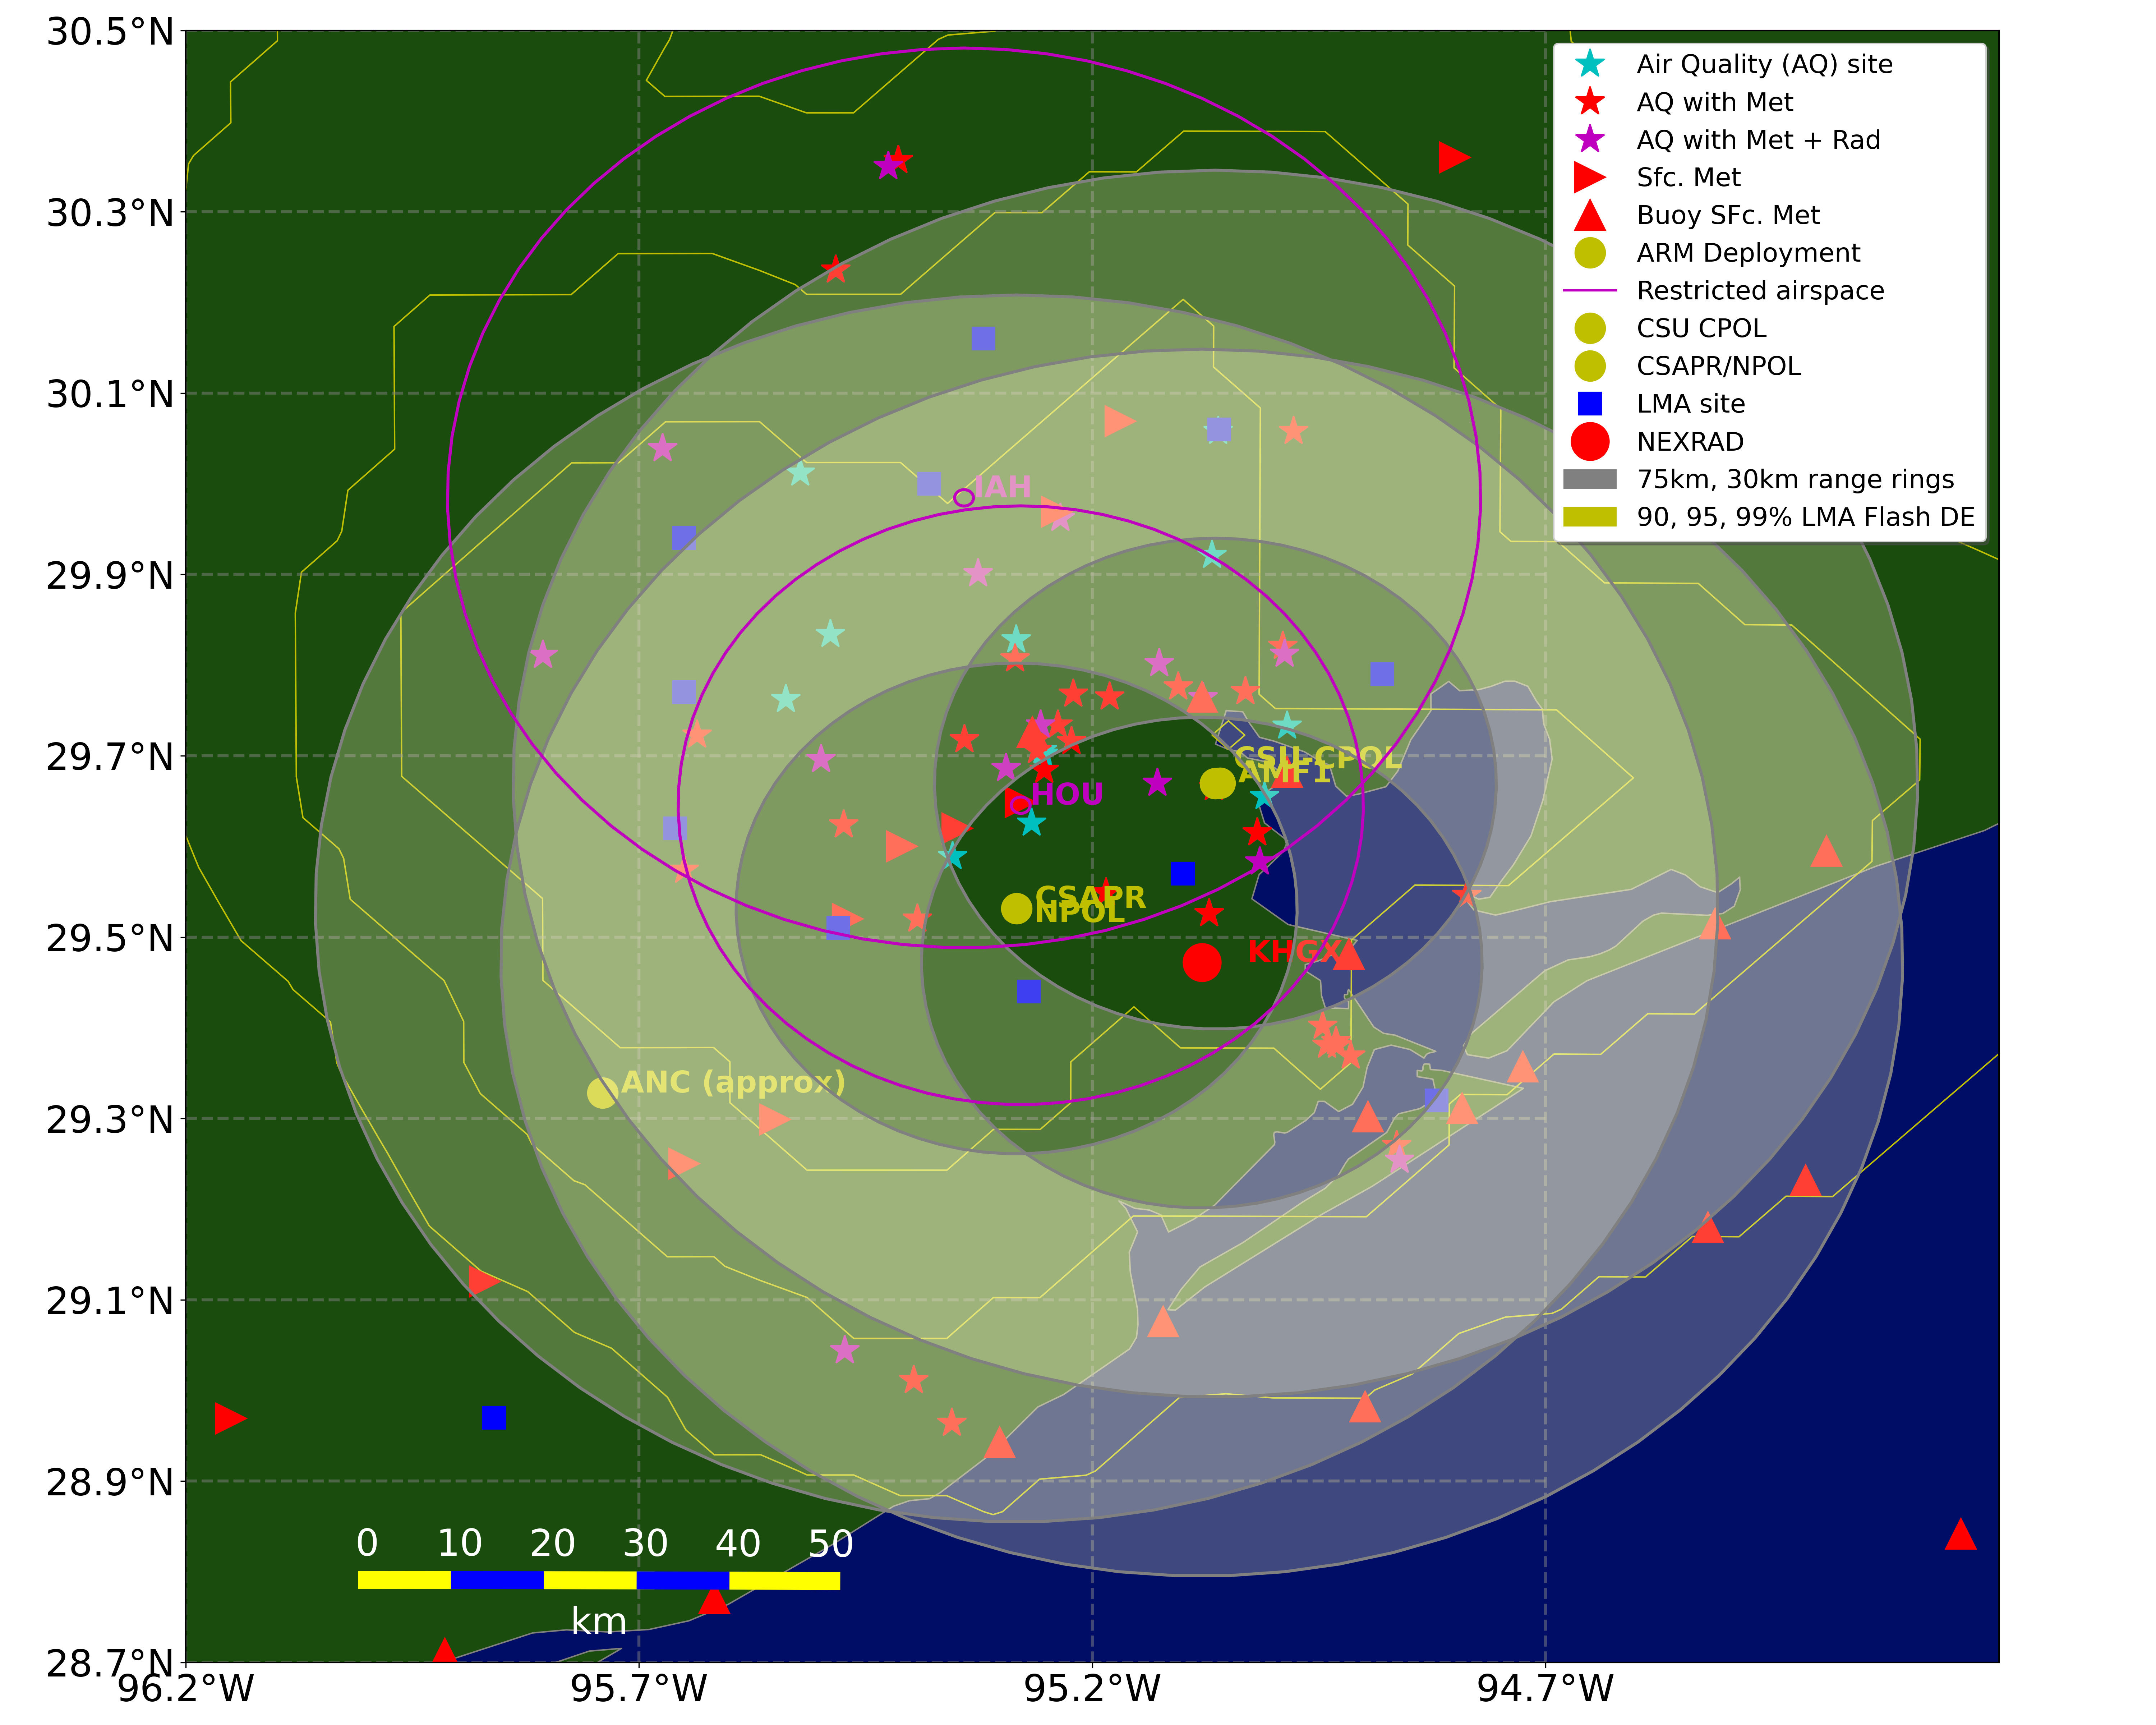 30.5°N
30.3°N
30.1°N
29.9°N
29.7°N
29.5°N
29.3°N
29.1°N
28.9°N
28.7°N
96.2°W
95.7°W
95.2°W
94.7°W
Air Quality (AQ) site
AQ with Met
AQ with Met + Rad
Sfc. Met
Buoy SFc. Met
ARM Deployment
Restricted airspace
CSU CPOL
CSAPR/NPOL
LMA site
NEXRAD
75km, 30km range rings
90, 95, 99% LMA Flash DE
IAH
CSU-CPOL
AMF1
HOU
CSAPR
NPOL
KHGX
ANC (approx)
0 10 20 30 40 50
km